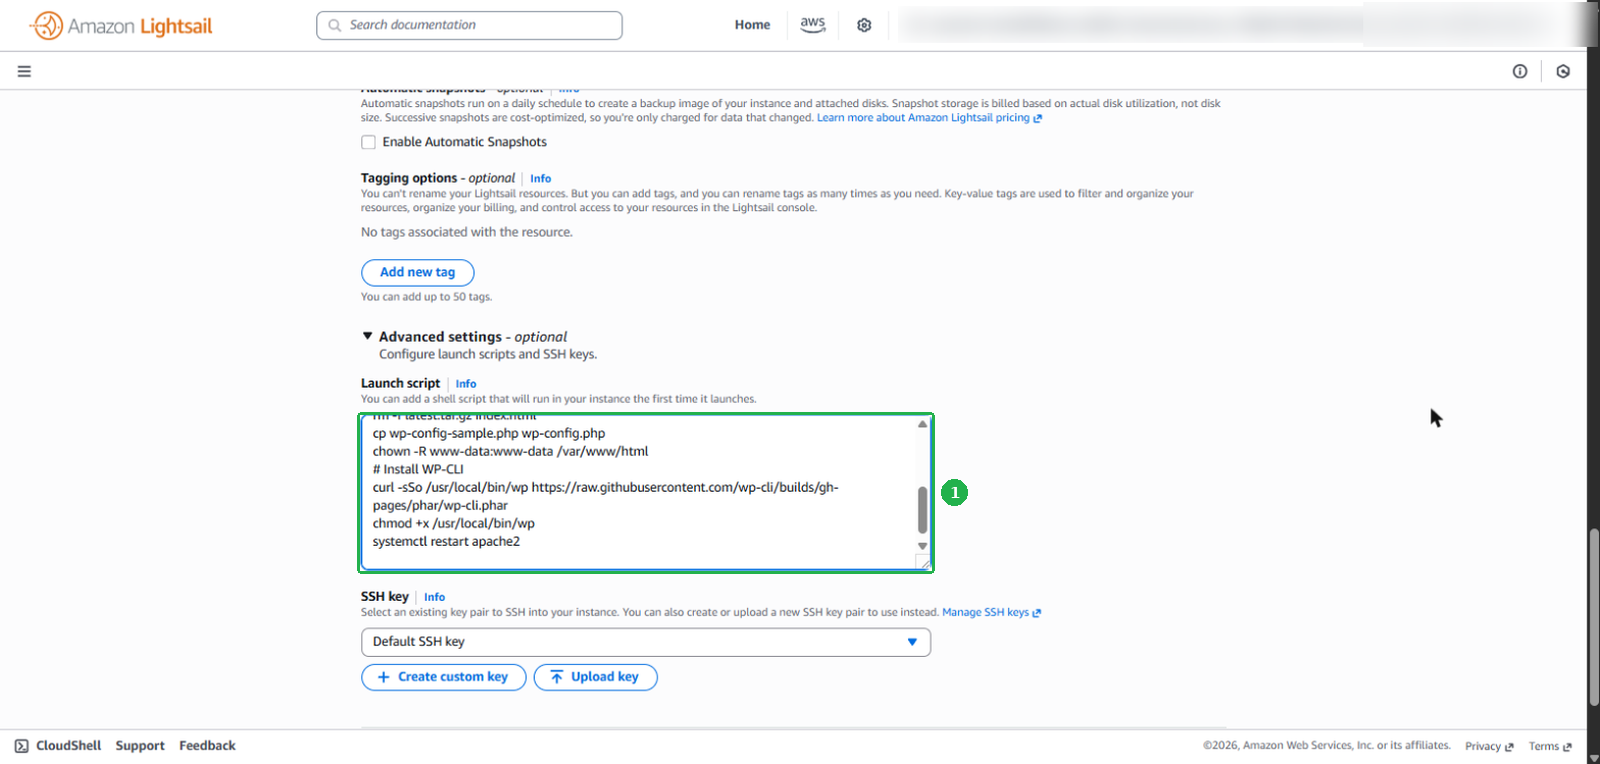 Amazon Lightsail
Search documentation
Home
aws
Automatic snapshots - optional | Info
Automatic snapshots run on a daily schedule to create a backup image of your instance and attached disks. Snapshot storage is billed based on actual disk utilization, not disk
size. Successive snapshots are cost-optimized, so you're only charged for data that changed. Learn more about Amazon Lightsail pricing
Enable Automatic Snapshots
Tagging options - optional | Info
You can't rename your Lightsail resources. But you can add tags, and you can rename tags as many times as you need. Key-value tags are used to filter and organize your
resources, organize your billing, and control access to your resources in the Lightsail console.
No tags associated with the resource.
Add new tag
You can add up to 50 tags.
Advanced settings - optional
Configure launch scripts and SSH keys.
Launch script | Info
You can add a shell script that will run in your instance the first time it launches.
rm -f latest.tar.gz index.html
cp wp-config-sample.php wp-config.php
chown -R www-data:www-data /var/www/html
# Install WP-CLI
curl -sSo /usr/local/bin/wp https://raw.githubusercontent.com/wp-cli/builds/gh-
pages/phar/wp-cli.phar
chmod +x /usr/local/bin/wp
systemctl restart apache2
1
SSH key | Info
Select an existing key pair to SSH into your instance. You can also create or upload a new SSH key pair to use instead. Manage SSH keys
Default SSH key
Create custom key
Upload key
CloudShell Support Feedback
©2026, Amazon Web Services, Inc. or its affiliates. Privacy Terms